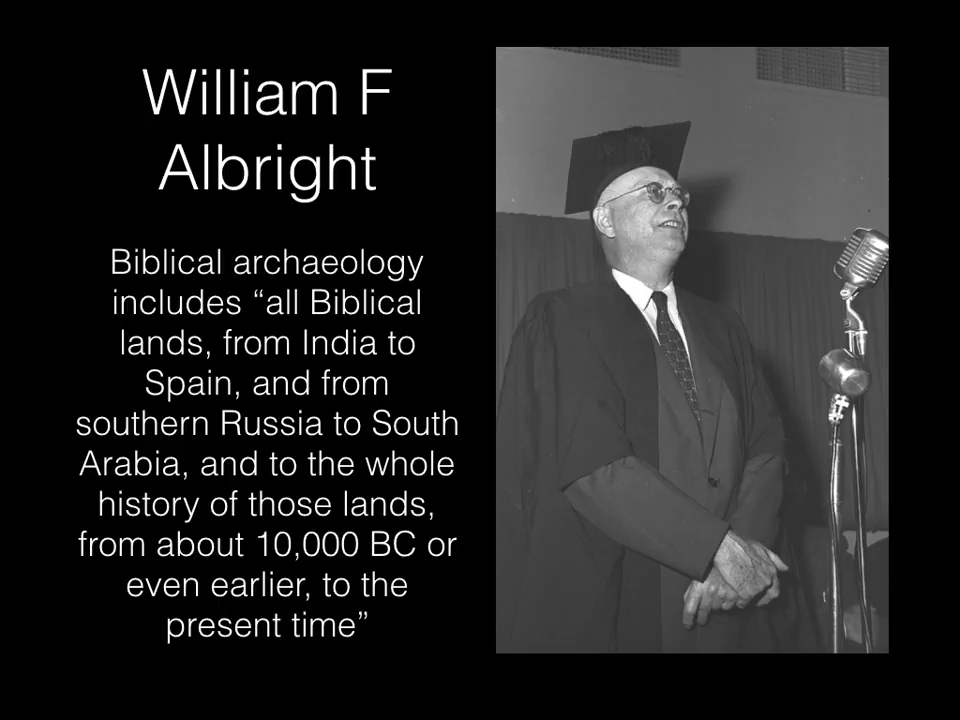 William F
Albright
Biblical archaeology
includes “all Biblical
lands, from India to
Spain, and from
southern Russia to South
Arabia, and to the whole
history of those lands,
from about 10,000 BC or
even earlier, to the
present time”